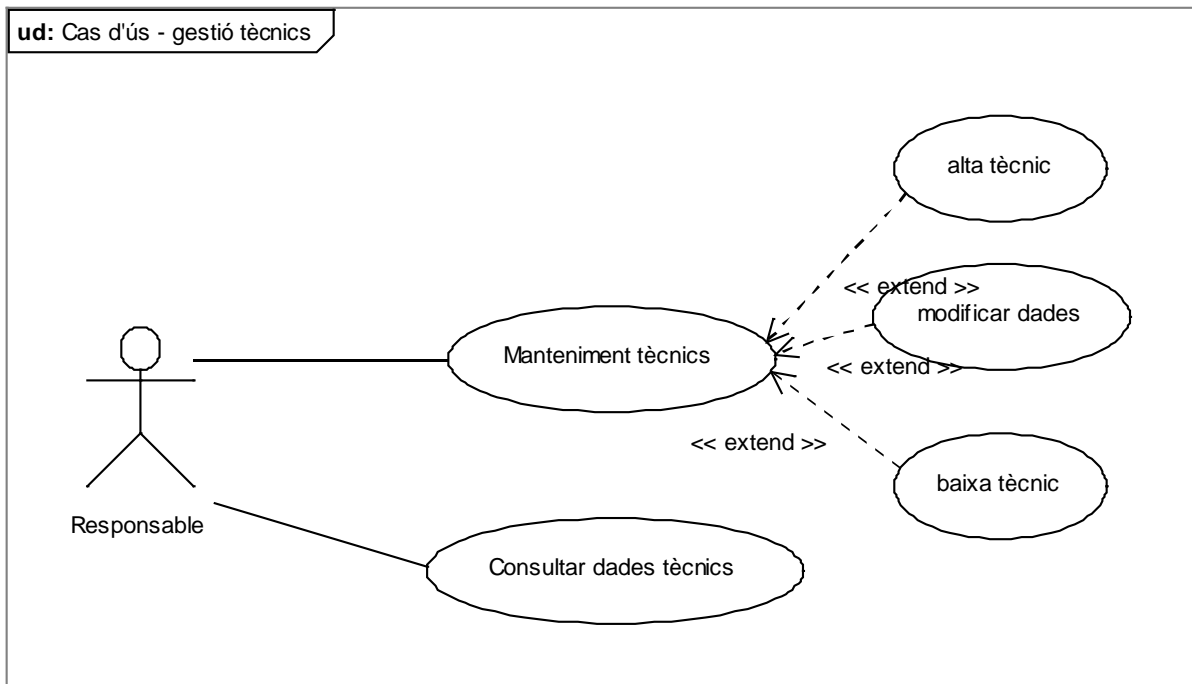 ud: Cas d'ús - gestió tècnics
alta tècnic
<< extend >>
modificar dades
Manteniment tècnics
<< extend >>
<< extend >>
baixa tècnic
Responsable
Consultar dades tècnics